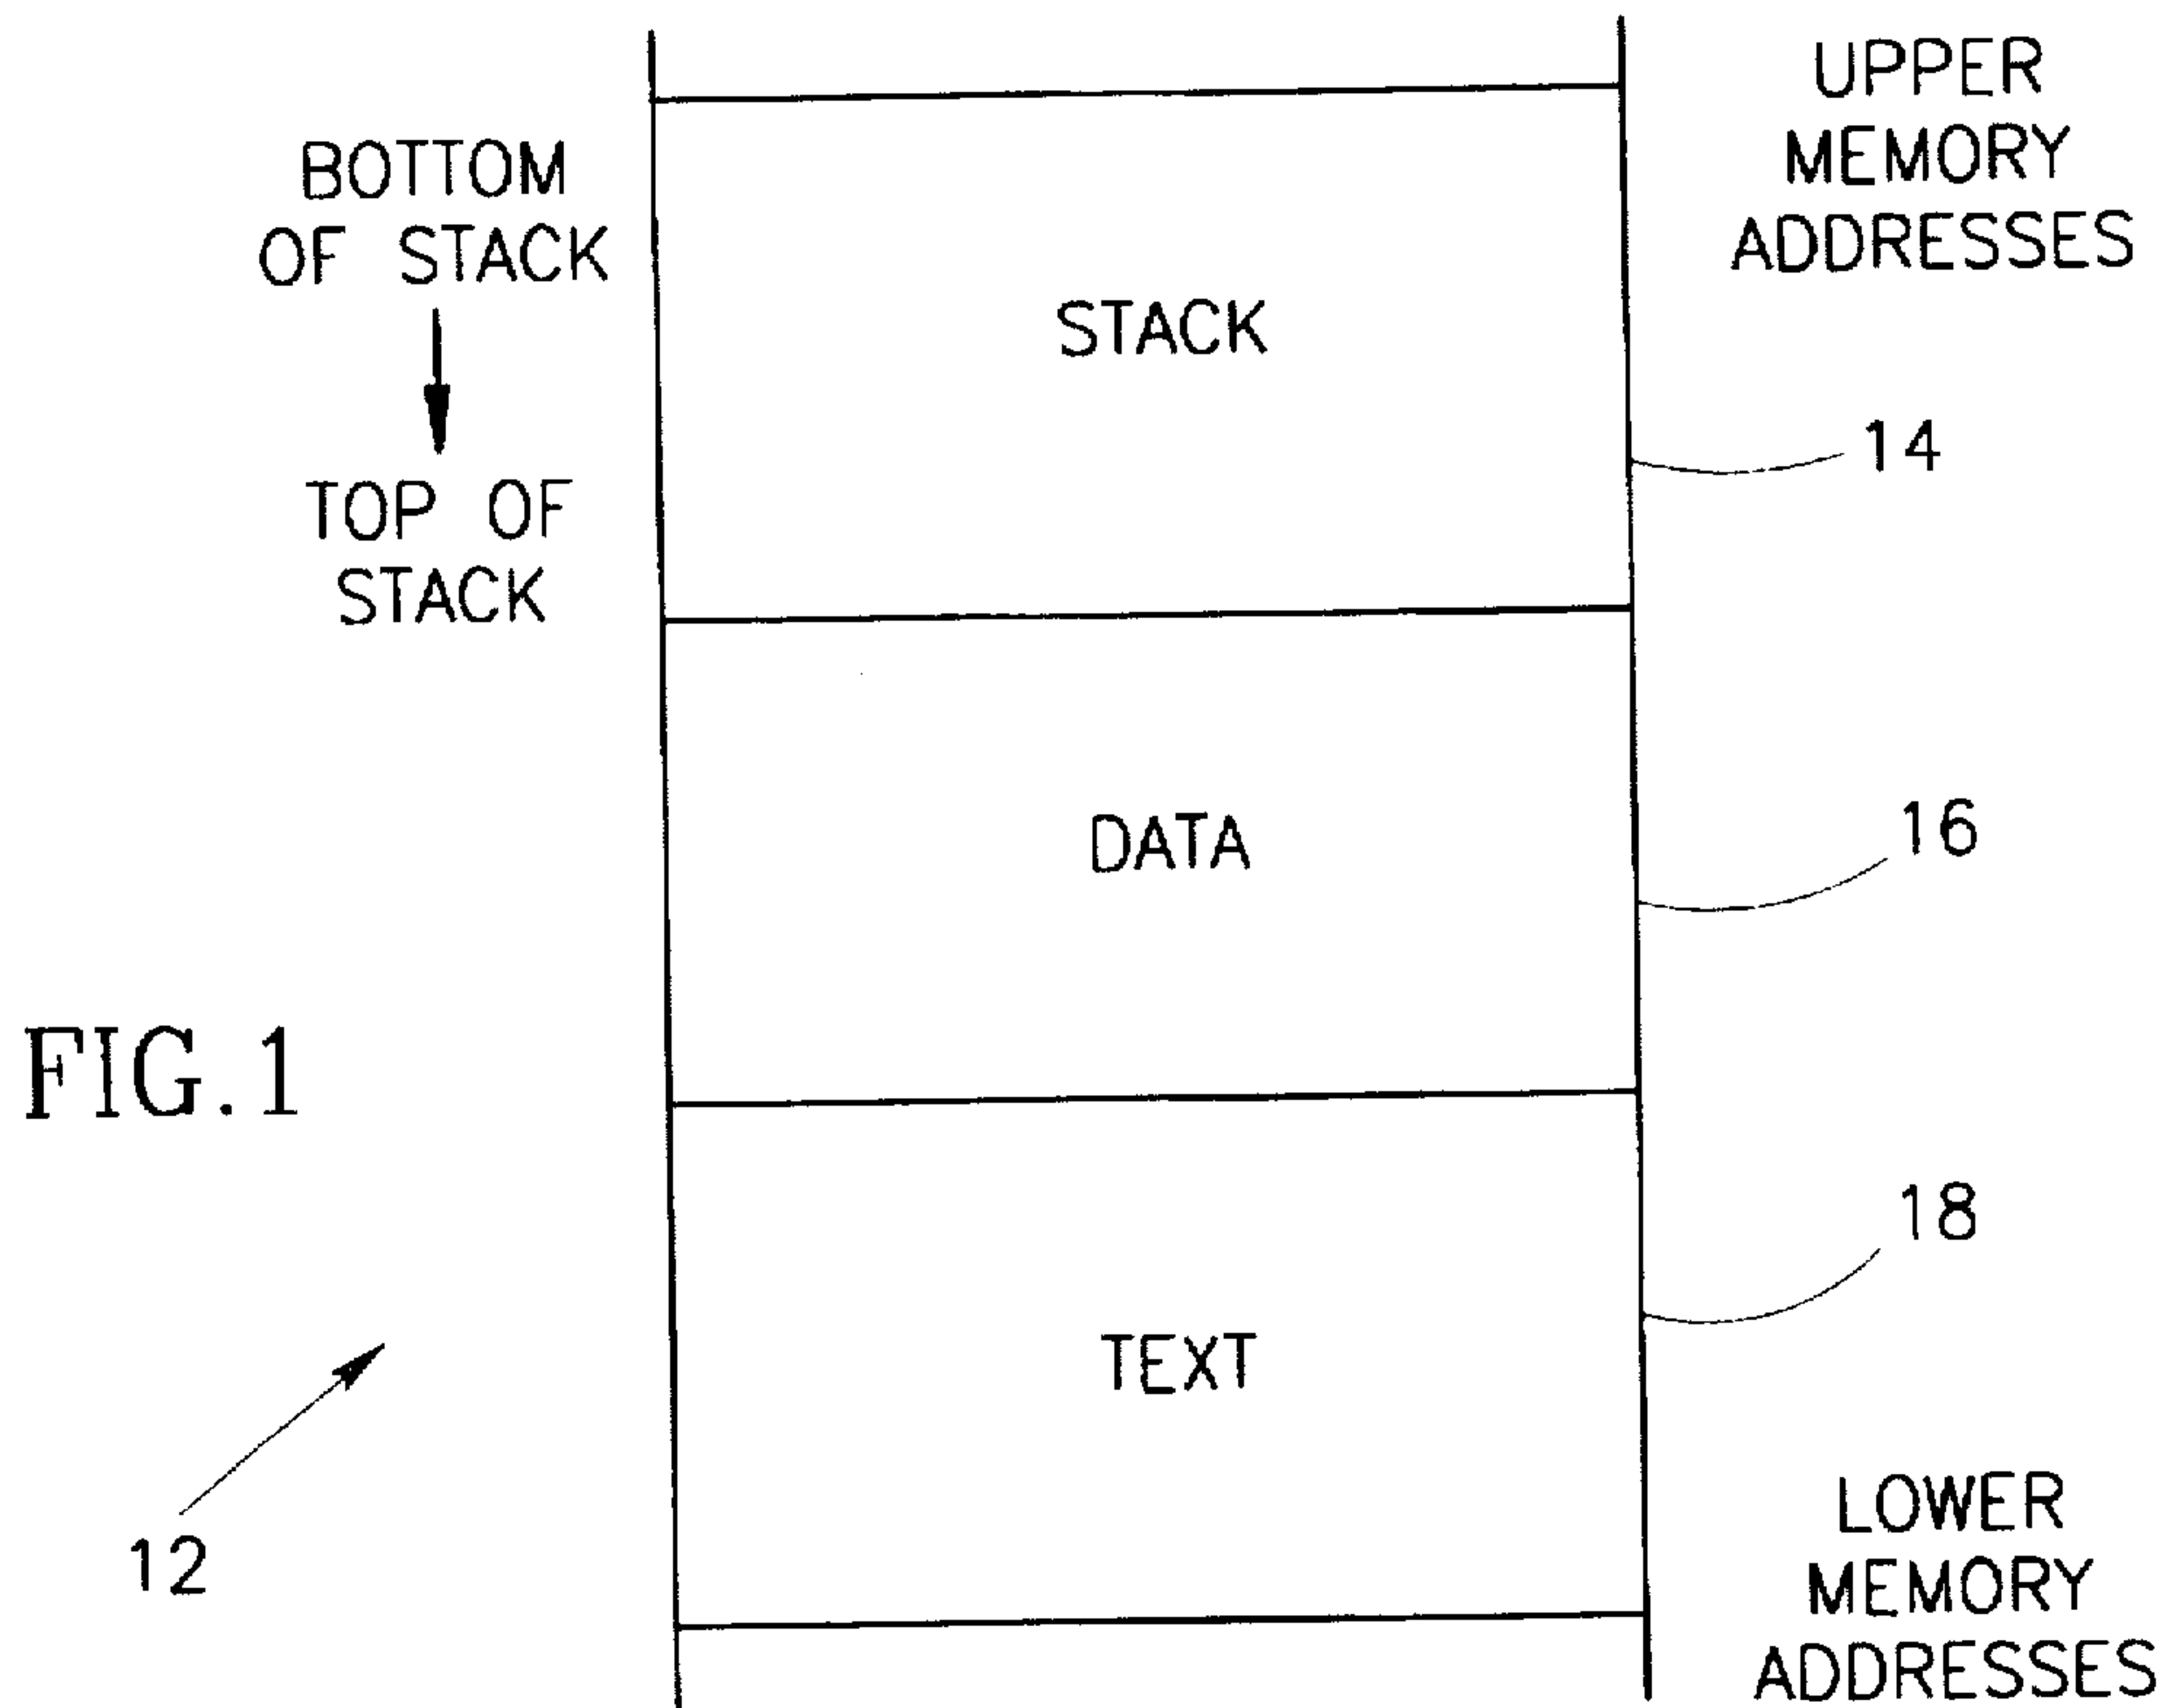 UPPER
MEMORY
ADDRESSES
BOTTOM
OF STACK
STACK
14
TOP OF
STACK
DATA
16
FIG.1
18
TEXT
12
LOWER
MEMORY
ADDRESSES